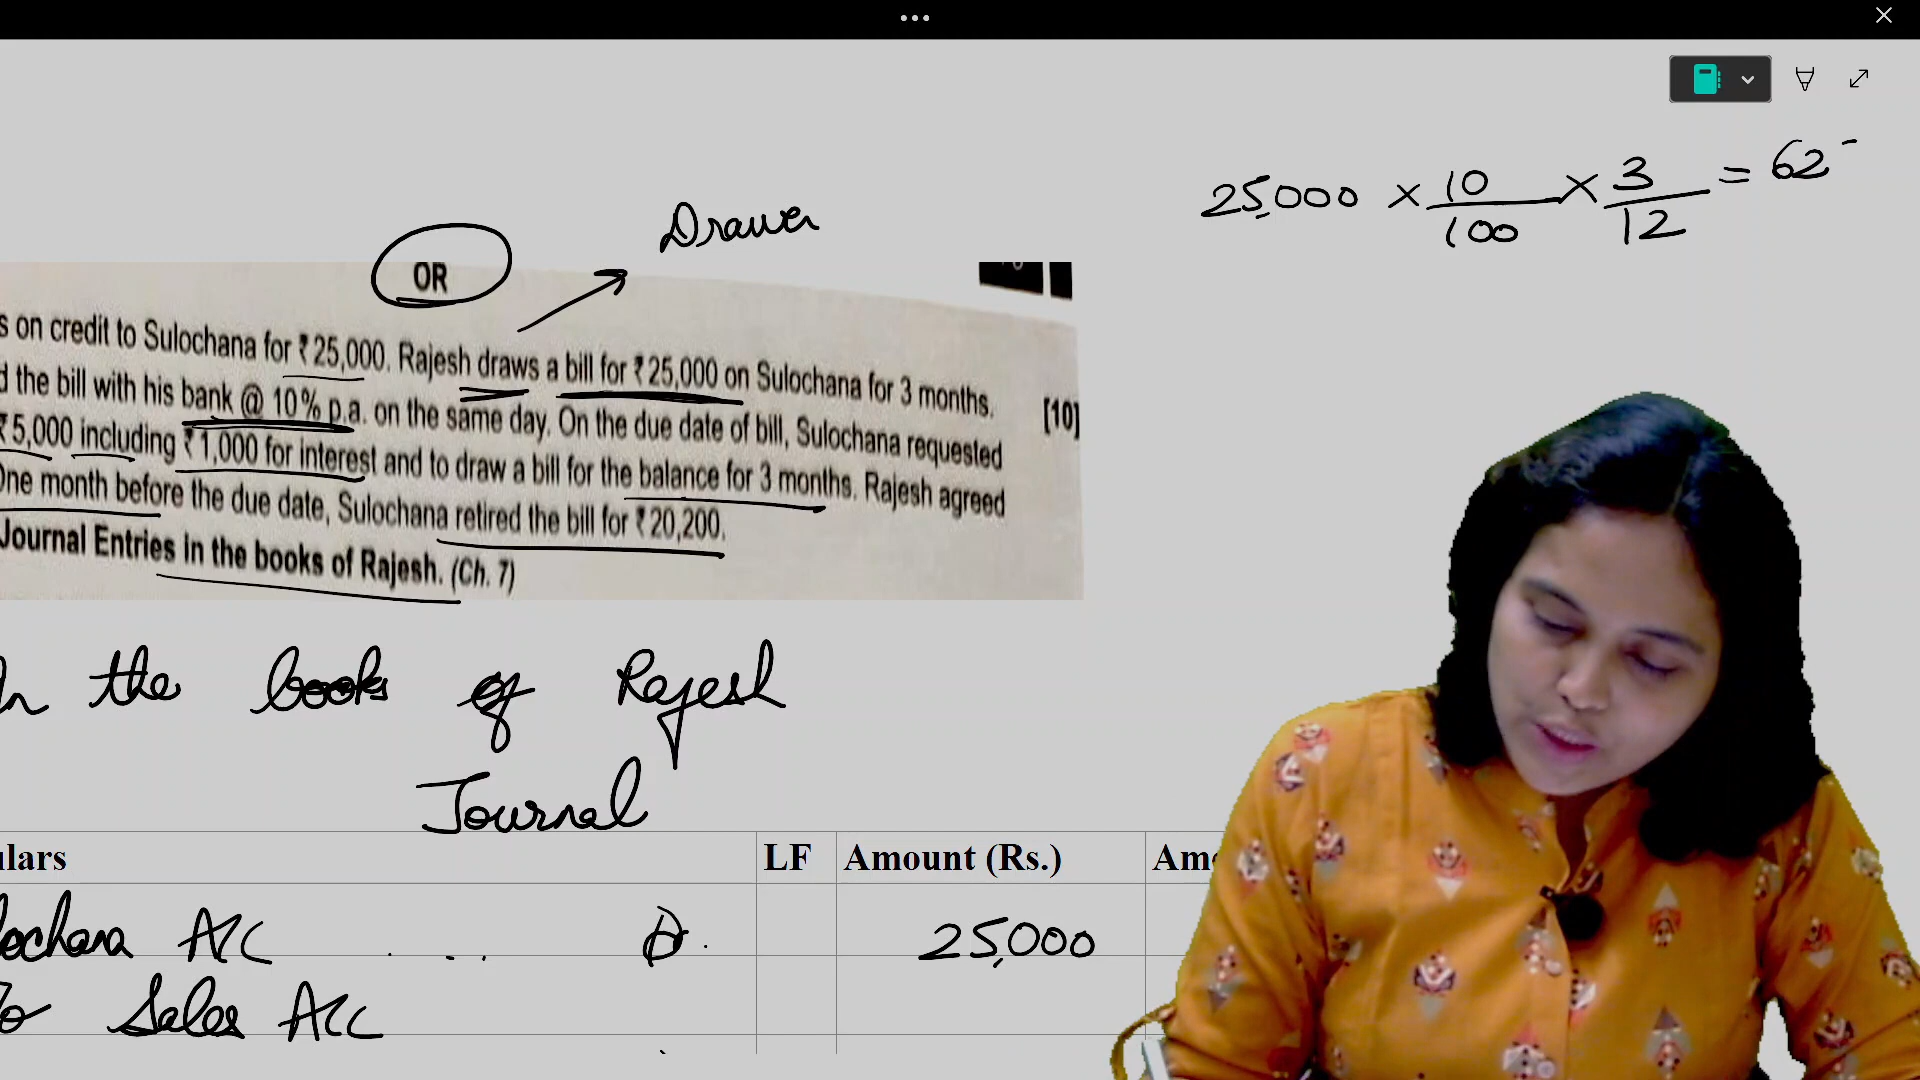 25,000 × 10/100 × 3/12 = 62
Drawer
OR
s on credit to Sulochana for ₹25,000. Rajesh draws a bill for ₹25,000 on Sulochana for 3 months.
d the bill with his bank @ 10% p.a. on the same day. On the due date of bill, Sulochana requested
[10]
₹5,000 including ₹1,000 for interest and to draw a bill for the balance for 3 months. Rajesh agreed
One month before the due date, Sulochana retired the bill for ₹20,200.
Journal Entries in the books of Rajesh. (Ch. 7)
the books of Rajesh
Journal
lars LF Amount (Rs.) Amo
lochana A/C Dr. 25,000
To Sales A/C